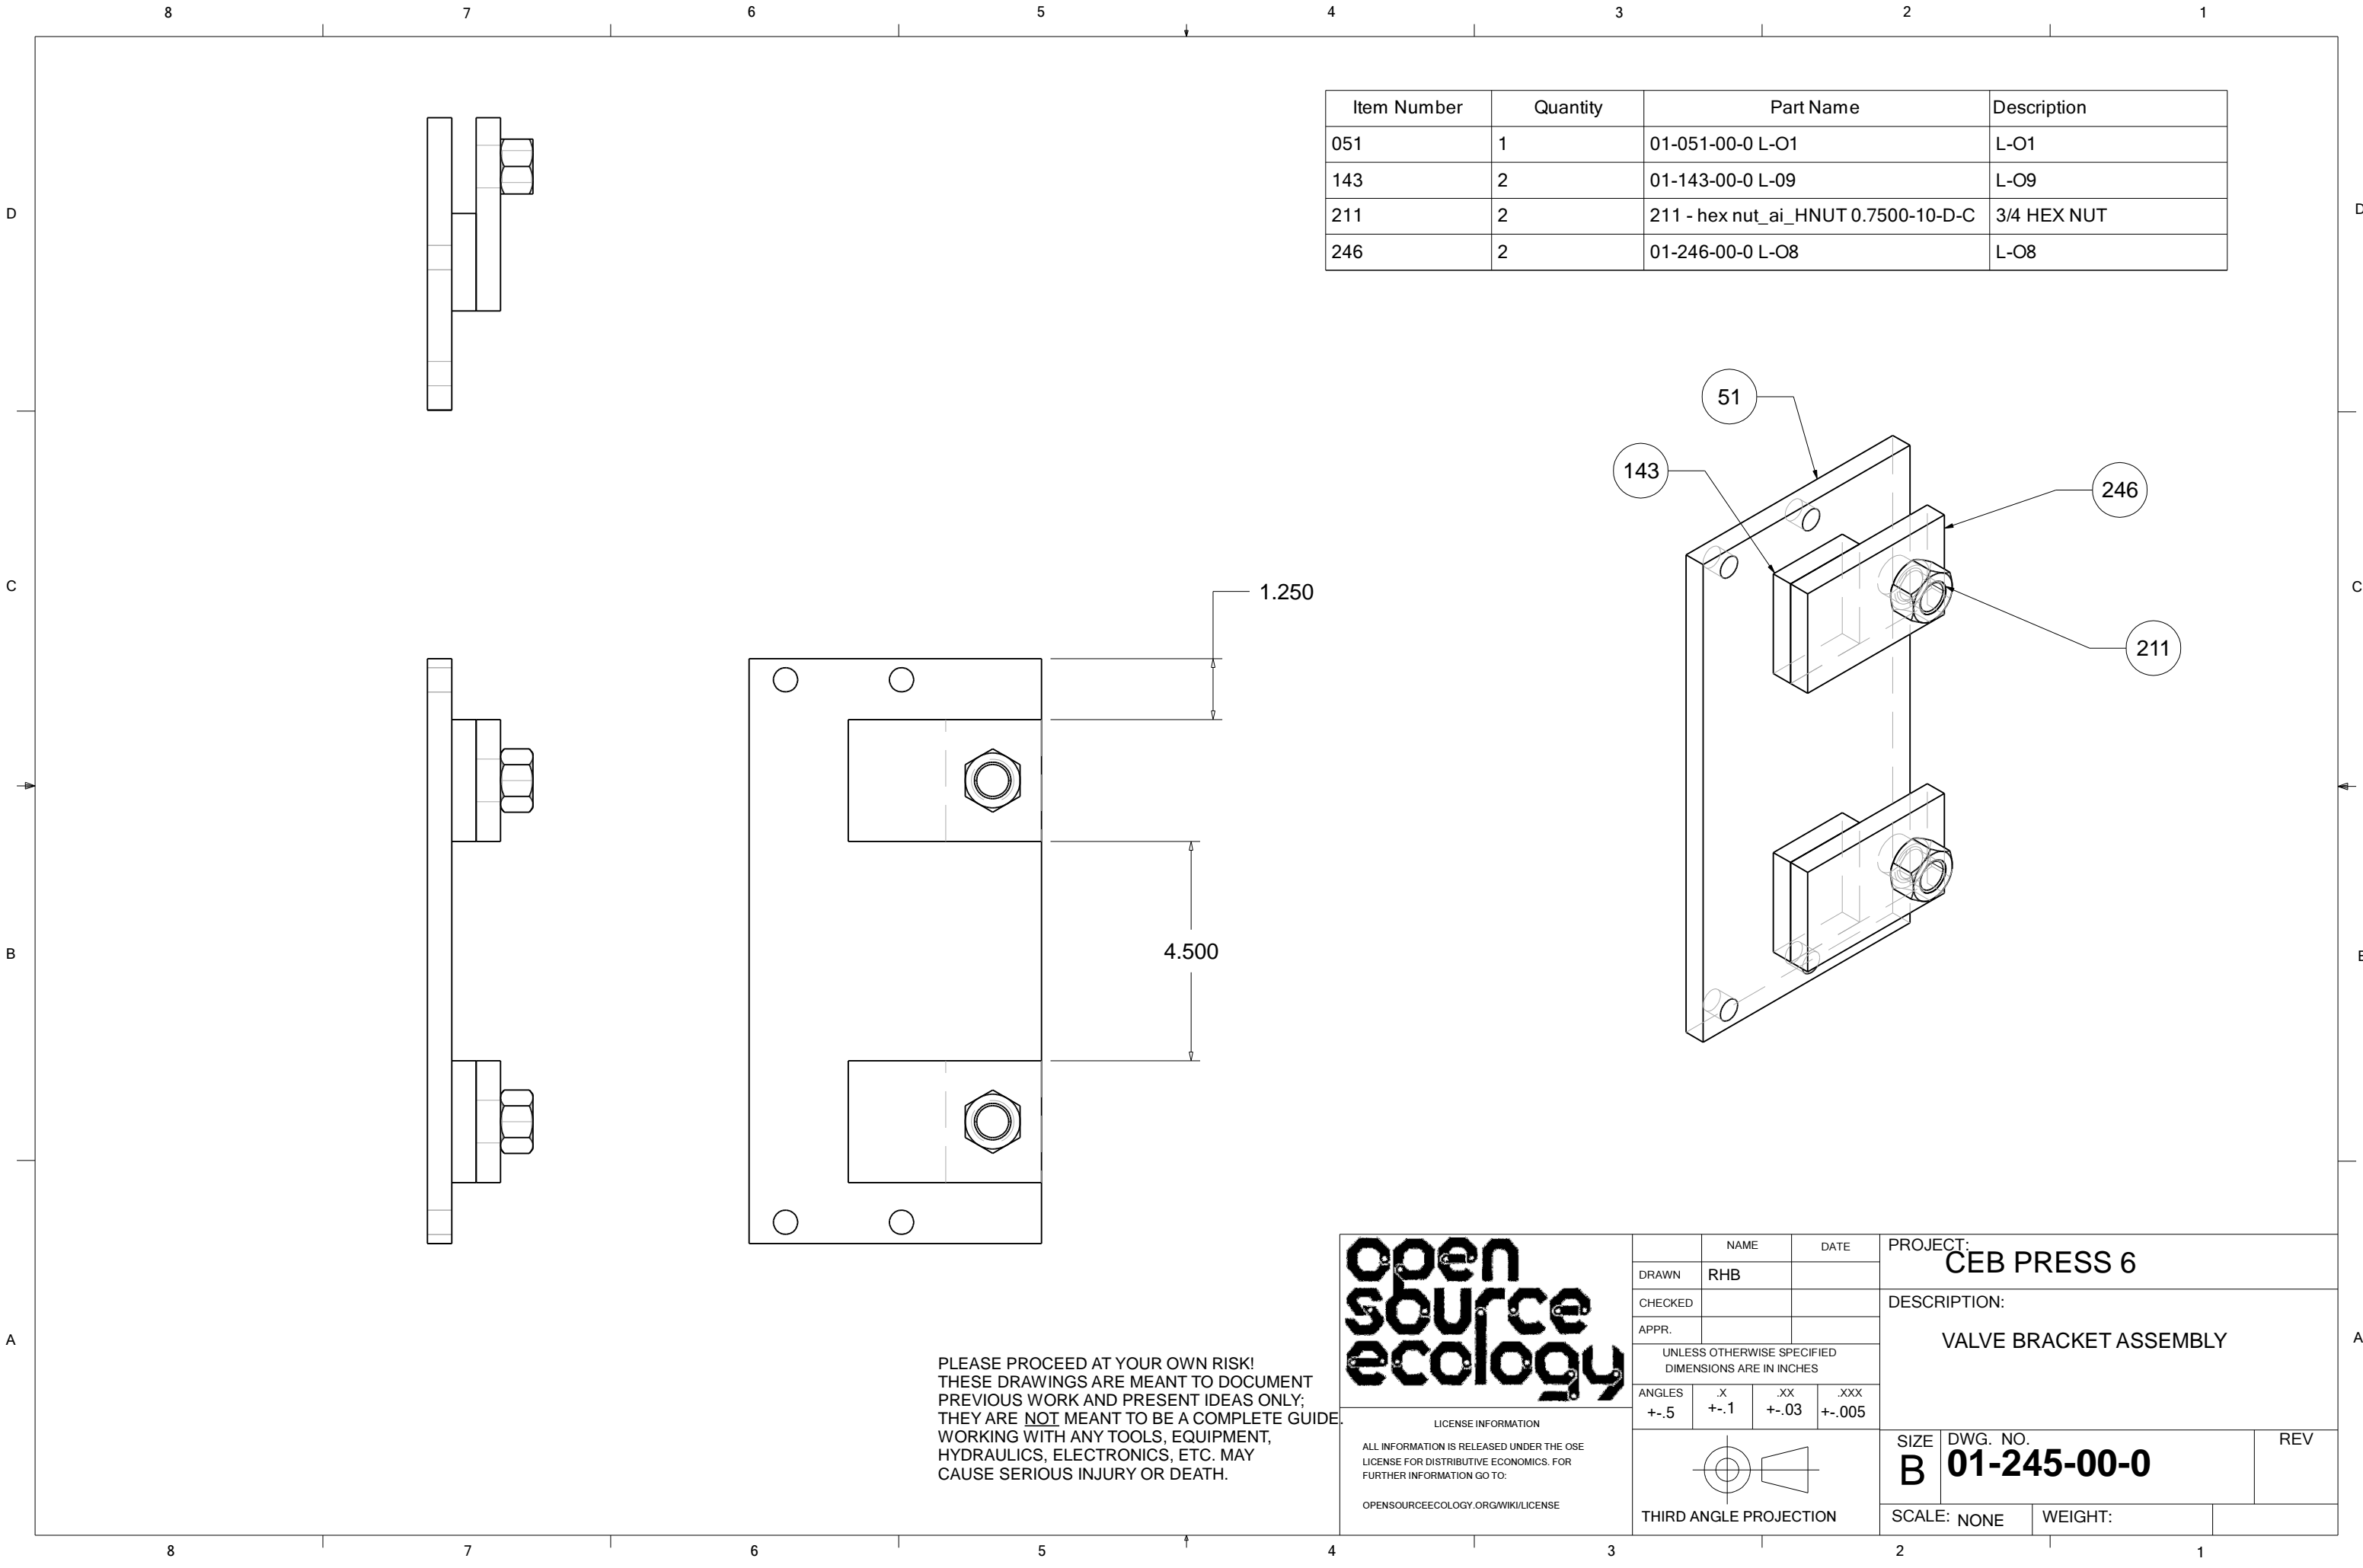 8 7 6 5 4 3 2 1
Item Number Quantity Part Name Description
051 1 01-051-00-0 L-O1 L-O1
143 2 01-143-00-0 L-09 L-O9
211 2 211 - hex nut_ai_HNUT 0.7500-10-D-C 3/4 HEX NUT
246 2 01-246-00-0 L-O8 L-O8
D D
51
143
246
C C
1.250
211
B
4.500
A A
open
source
ecology
LICENSE INFORMATION
ALL INFORMATION IS RELEASED UNDER THE OSE
LICENSE FOR DISTRIBUTIVE ECONOMICS. FOR
FURTHER INFORMATION GO TO:
OPENSOURCEECOLOGY.ORG/WIKI/LICENSE
NAME DATE
DRAWN RHB
CHECKED
APPR.
UNLESS OTHERWISE SPECIFIED
DIMENSIONS ARE IN INCHES
ANGLES .X .XX .XXX
+-.5 +-.1 +-.03 +-.005
THIRD ANGLE PROJECTION
PROJECT:
CEB PRESS 6
DESCRIPTION:
VALVE BRACKET ASSEMBLY
SIZE DWG. NO. REV
B 01-245-00-0
SCALE: NONE WEIGHT:
PLEASE PROCEED AT YOUR OWN RISK!
THESE DRAWINGS ARE MEANT TO DOCUMENT
PREVIOUS WORK AND PRESENT IDEAS ONLY;
THEY ARE NOT MEANT TO BE A COMPLETE GUIDE.
WORKING WITH ANY TOOLS, EQUIPMENT,
HYDRAULICS, ELECTRONICS, ETC. MAY
CAUSE SERIOUS INJURY OR DEATH.
8 7 6 5 4 3 2 1